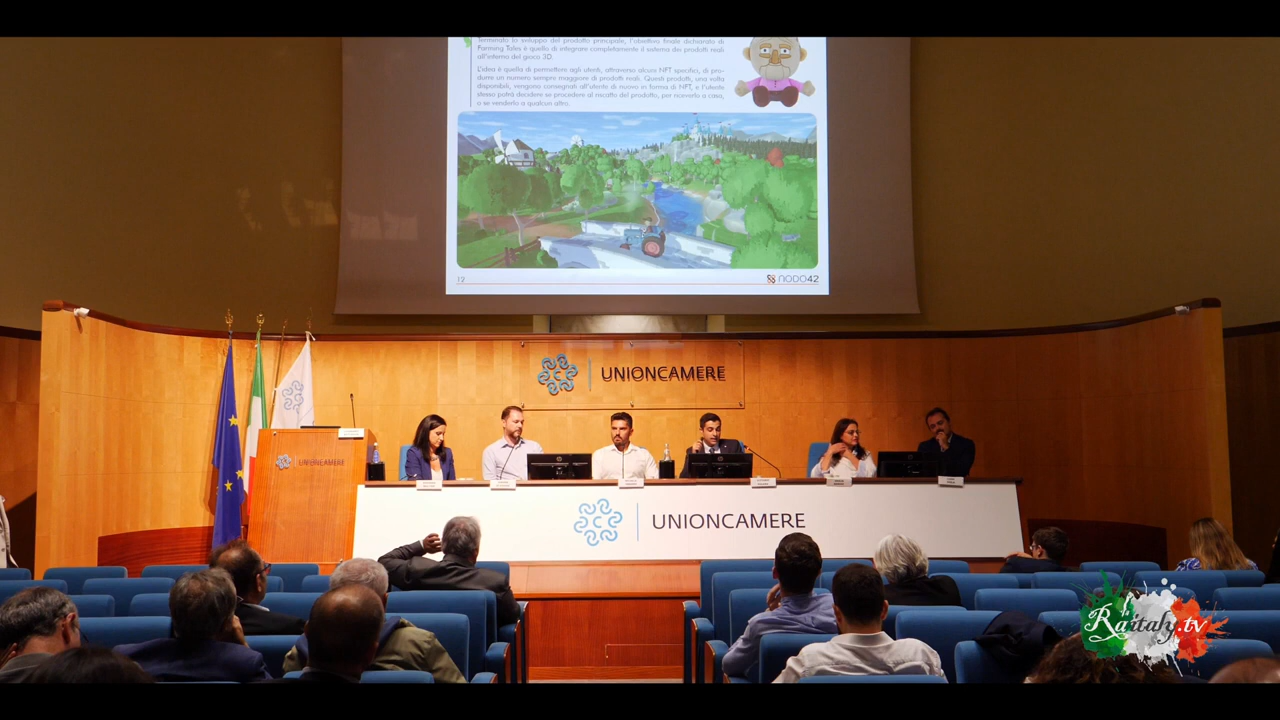 Terminato lo sviluppo del prodotto principale, l'obiettivo finale dichiarato di
Farming Tales è quello di integrare completamente il sistema dei prodotti reali
all'interno del gioco 3D.
L'idea è quella di permettere agli utenti, attraverso alcuni NFT specifici, di pro-
durre un numero sempre maggiore di prodotti reali. Questi prodotti, una volta
disponibili, vengono consegnati all'utente di nuovo in forma di NFT, e l'utente
stesso potrà decidere se procedere al riscatto del prodotto, per riceverlo a casa,
o se venderlo a qualcun altro.
12
NODO42
UNIONCAMERE
UNIONCAMERE
UNIONCAMERE
Raitaly.tv